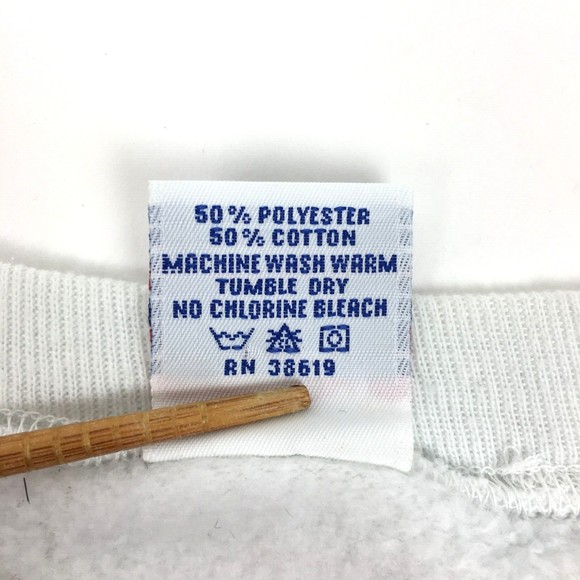 50% POLYESTER
50% COTTON
MACHINE WASH WARM
TUMBLE DRY
NO CHLORINE BLEACH
RN 38619